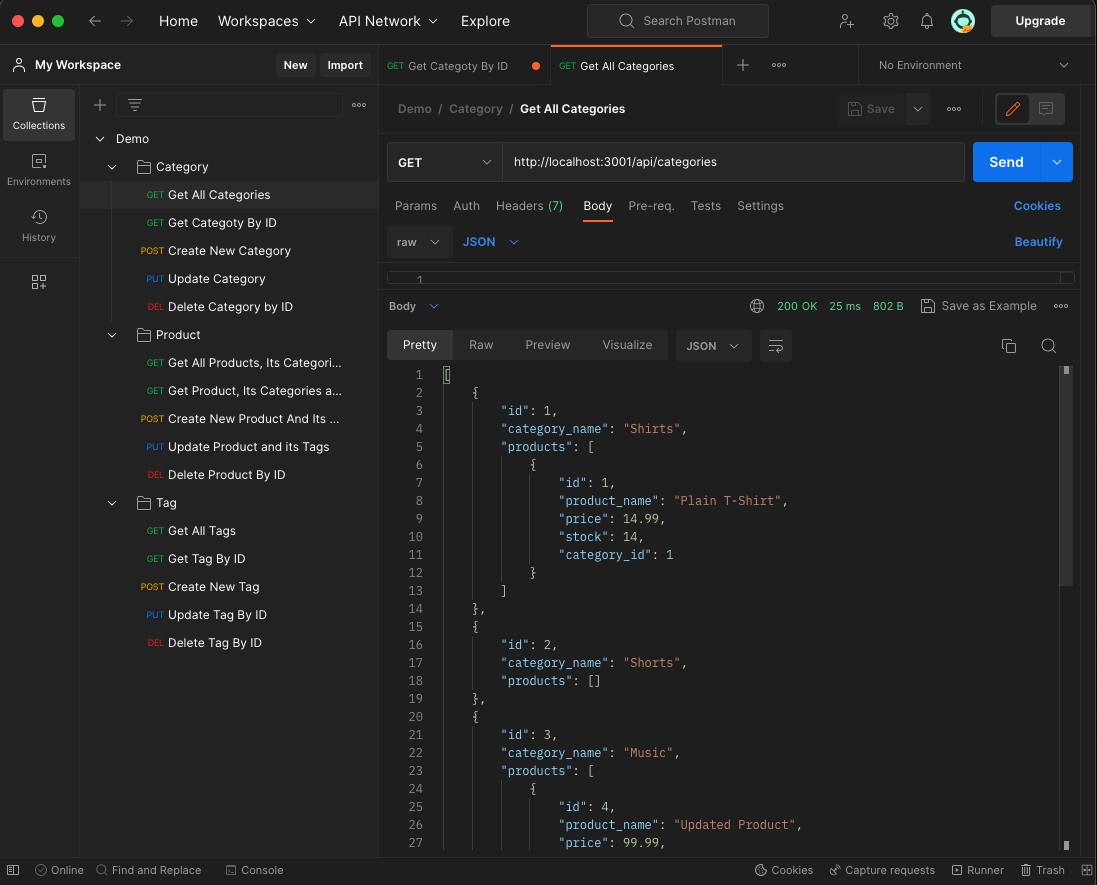 Home Workspaces API Network Explore Search Postman Upgrade
My Workspace New Import GET Get Categoty By ID GET Get All Categories No Environment
Collections
Environments
History
Demo
Category
GET Get All Categories
GET Get Categoty By ID
POST Create New Category
PUT Update Category
DEL Delete Category by ID
Product
GET Get All Products, Its Categori...
GET Get Product, Its Categories a...
POST Create New Product And Its ...
PUT Update Product and its Tags
DEL Delete Product By ID
Tag
GET Get All Tags
GET Get Tag By ID
POST Create New Tag
PUT Update Tag By ID
DEL Delete Tag By ID
Demo / Category / Get All Categories Save
GET http://localhost:3001/api/categories Send
Params Auth Headers (7) Body Pre-req. Tests Settings Cookies
raw JSON Beautify
1
Body 200 OK 25 ms 802 B Save as Example
Pretty Raw Preview Visualize JSON
1 [
2 {
3 "id": 1,
4 "category_name": "Shirts",
5 "products": [
6 {
7 "id": 1,
8 "product_name": "Plain T-Shirt",
9 "price": 14.99,
10 "stock": 14,
11 "category_id": 1
12 }
13 ]
14 },
15 {
16 "id": 2,
17 "category_name": "Shorts",
18 "products": []
19 },
20 {
21 "id": 3,
22 "category_name": "Music",
23 "products": [
24 {
25 "id": 4,
26 "product_name": "Updated Product",
27 "price": 99.99,
Online Find and Replace Console Cookies Capture requests Runner Trash